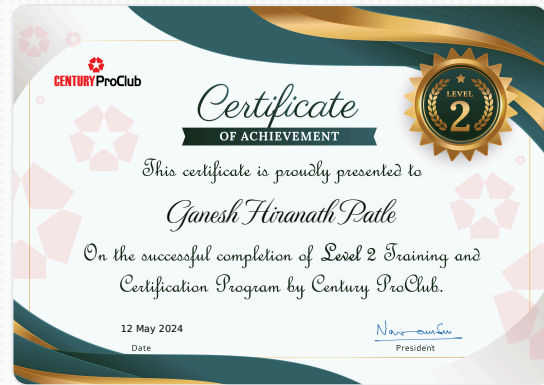 CENTURY ProClub
LEVEL
2
Certificate
OF ACHIEVEMENT
This certificate is proudly presented to
Ganesh Hiranath Patle
On the successful completion of Level 2 Training and
Certification Program by Century ProClub.
12 May 2024
Date
President